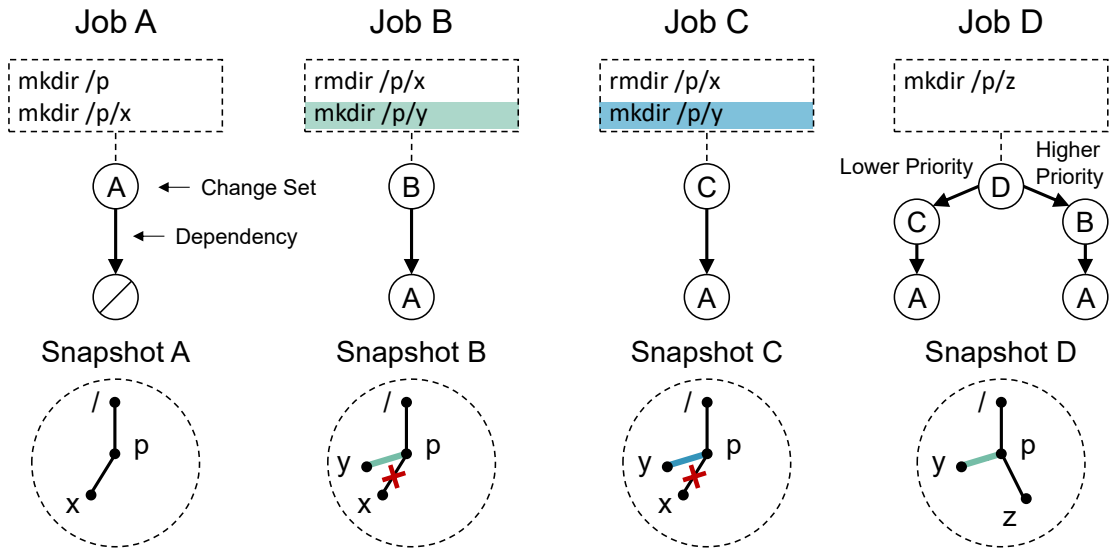 Job A
Job B
Job C
Job D
mkdir /p
mkdir /p/x
rmdir /p/x
mkdir /p/y
rmdir /p/x
mkdir /p/y
mkdir /p/z
A
Change Set
Dependency
B
A
C
A
Lower Priority
Higher
Priority
D
C
B
A
A
Snapshot A
Snapshot B
Snapshot C
Snapshot D
/
p
x
/
p
y
x
/
p
y
x
/
p
y
z